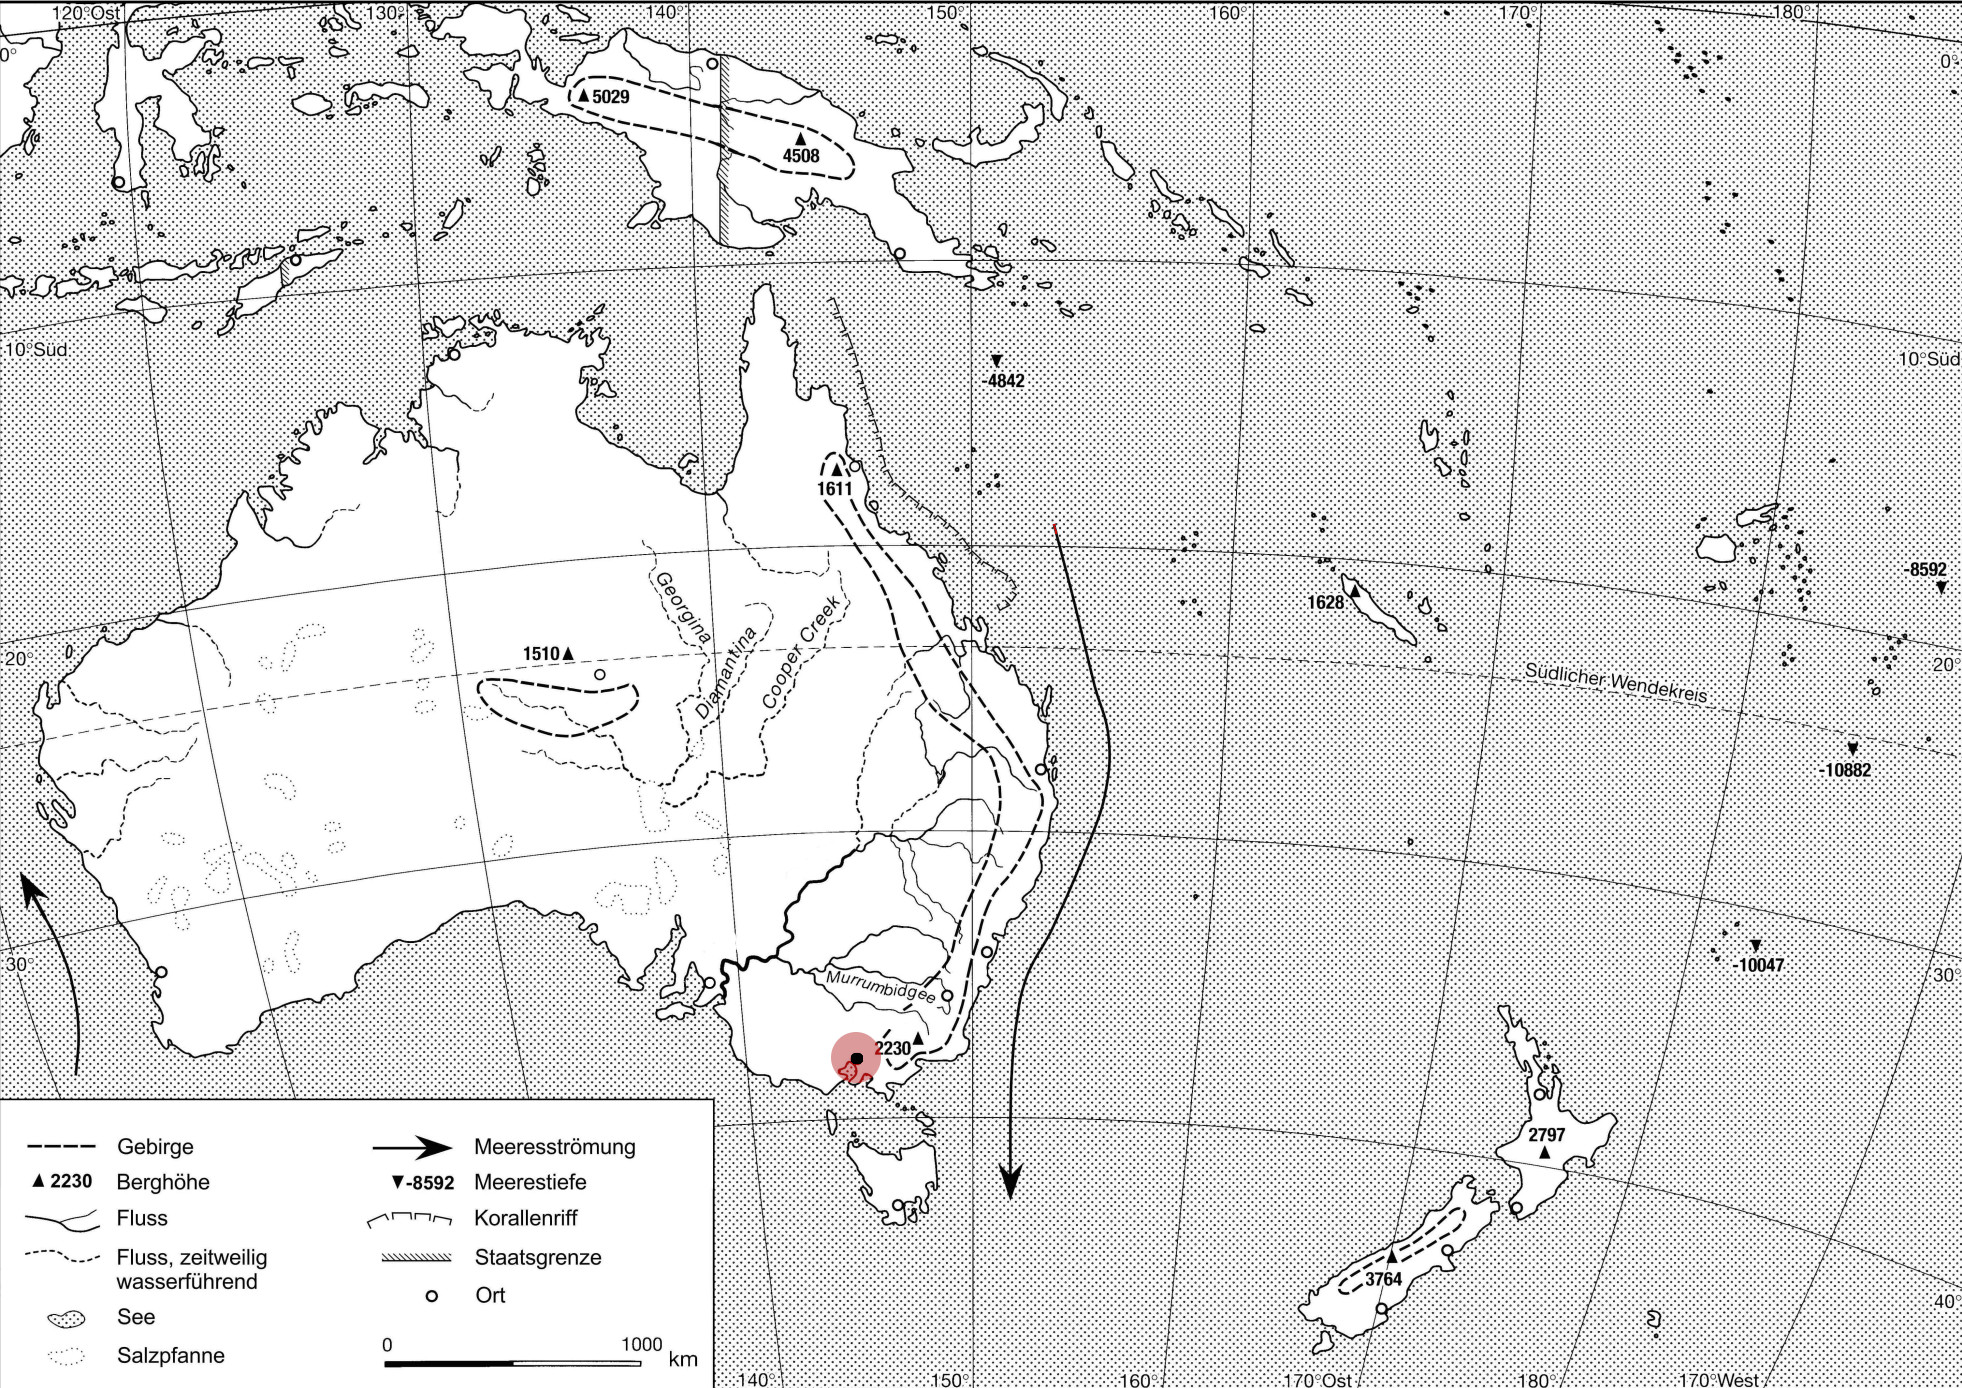 120°Ost
130°
140°
150°
160°
170°
180°
0°
0°
5029
4508
10°Süd
10°Süd
-4842
1611
-8592
1628
Georgina
Diamantina
Cooper Creek
1510
20°
20°
Südlicher Wendekreis
-10882
-10047
30°
30°
Murrumbidgee
2230
2797
3764
40°
Gebirge
2230 Berghöhe
Fluss
Fluss, zeitweilig
wasserführend
See
Salzpfanne
Meeresströmung
-8592 Meerestiefe
Korallenriff
Staatsgrenze
Ort
0 1000 km
140°
150°
160°
170°Ost
180°
170°West